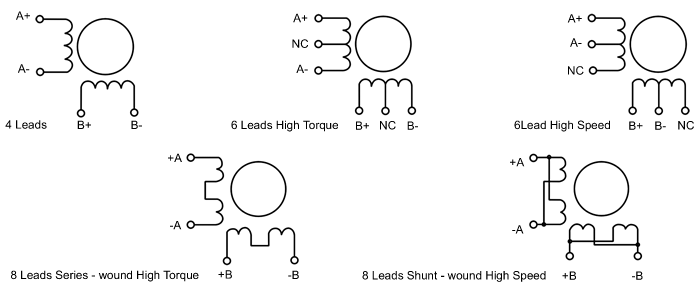 A+
A-
4 Leads
B+ B-
A+
NC
A-
6 Leads High Torque
B+ NC B-
A+
A-
NC
6Lead High Speed
B+ B- NC
+A
-A
8 Leads Series - wound High Torque
+B -B
+A
-A
8 Leads Shunt - wound High Speed
+B -B